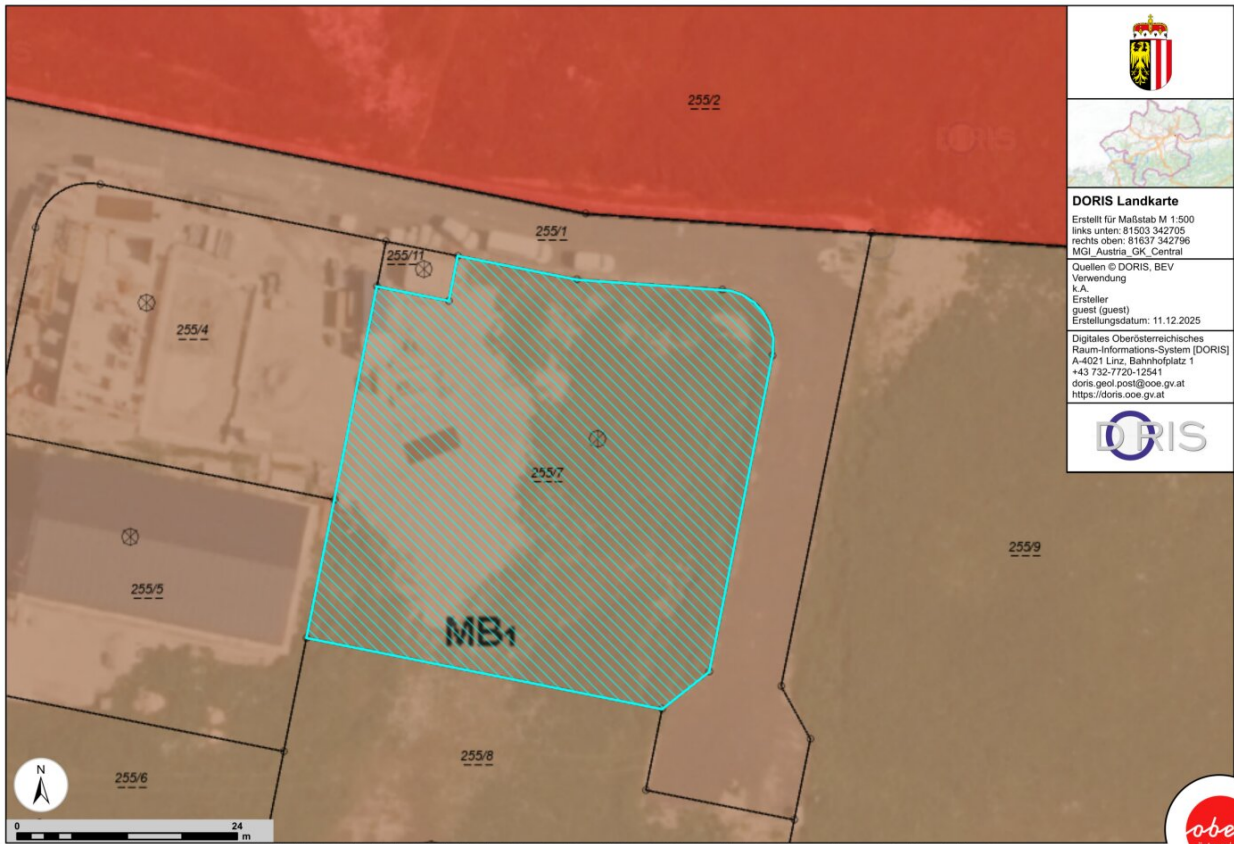 255/2
DORIS
255/1
255/11
255/4
255/7
255/9
255/5
MB1
255/8
255/6
N
0 24
m
DORIS Landkarte
Erstellt für Maßstab M 1:500
links unten: 81503 342705
rechts oben: 81637 342796
MGI_Austria_GK_Central
Quellen © DORIS, BEV
Verwendung
k.A.
Ersteller
guest (guest)
Erstellungsdatum: 11.12.2025
Digitales Oberösterreichisches
Raum-Informations-System [DORIS]
A-4021 Linz, Bahnhofplatz 1
+43 732-7720-12541
doris.geol.post@ooe.gv.at
https://doris.ooe.gv.at
DORIS
obe